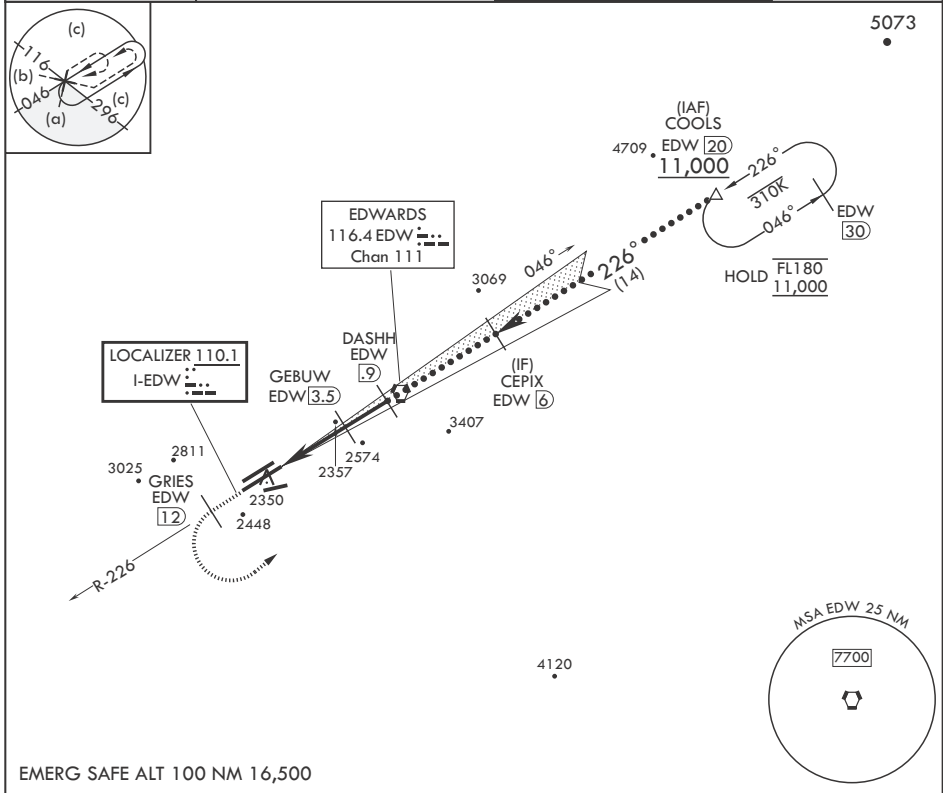 (c)
116
(b)
046
(a)
(c)
296
5073
(IAF)
COOLS
EDW 20
11,000
4709
226°
310K
046°
EDW
30
HOLD FL180
11,000
EDWARDS
116.4 EDW
Chan 111
3069
046°
226°
(14)
DASHH
EDW
.9
(IF)
CEPIX
EDW 6
LOCALIZER 110.1
I-EDW
GEBUW
EDW 3.5
3407
2574
2357
2811
3025
GRIES
EDW
12
2350
2448
R-226
MSA EDW 25 NM
7700
4120
EMERG SAFE ALT 100 NM 16,500